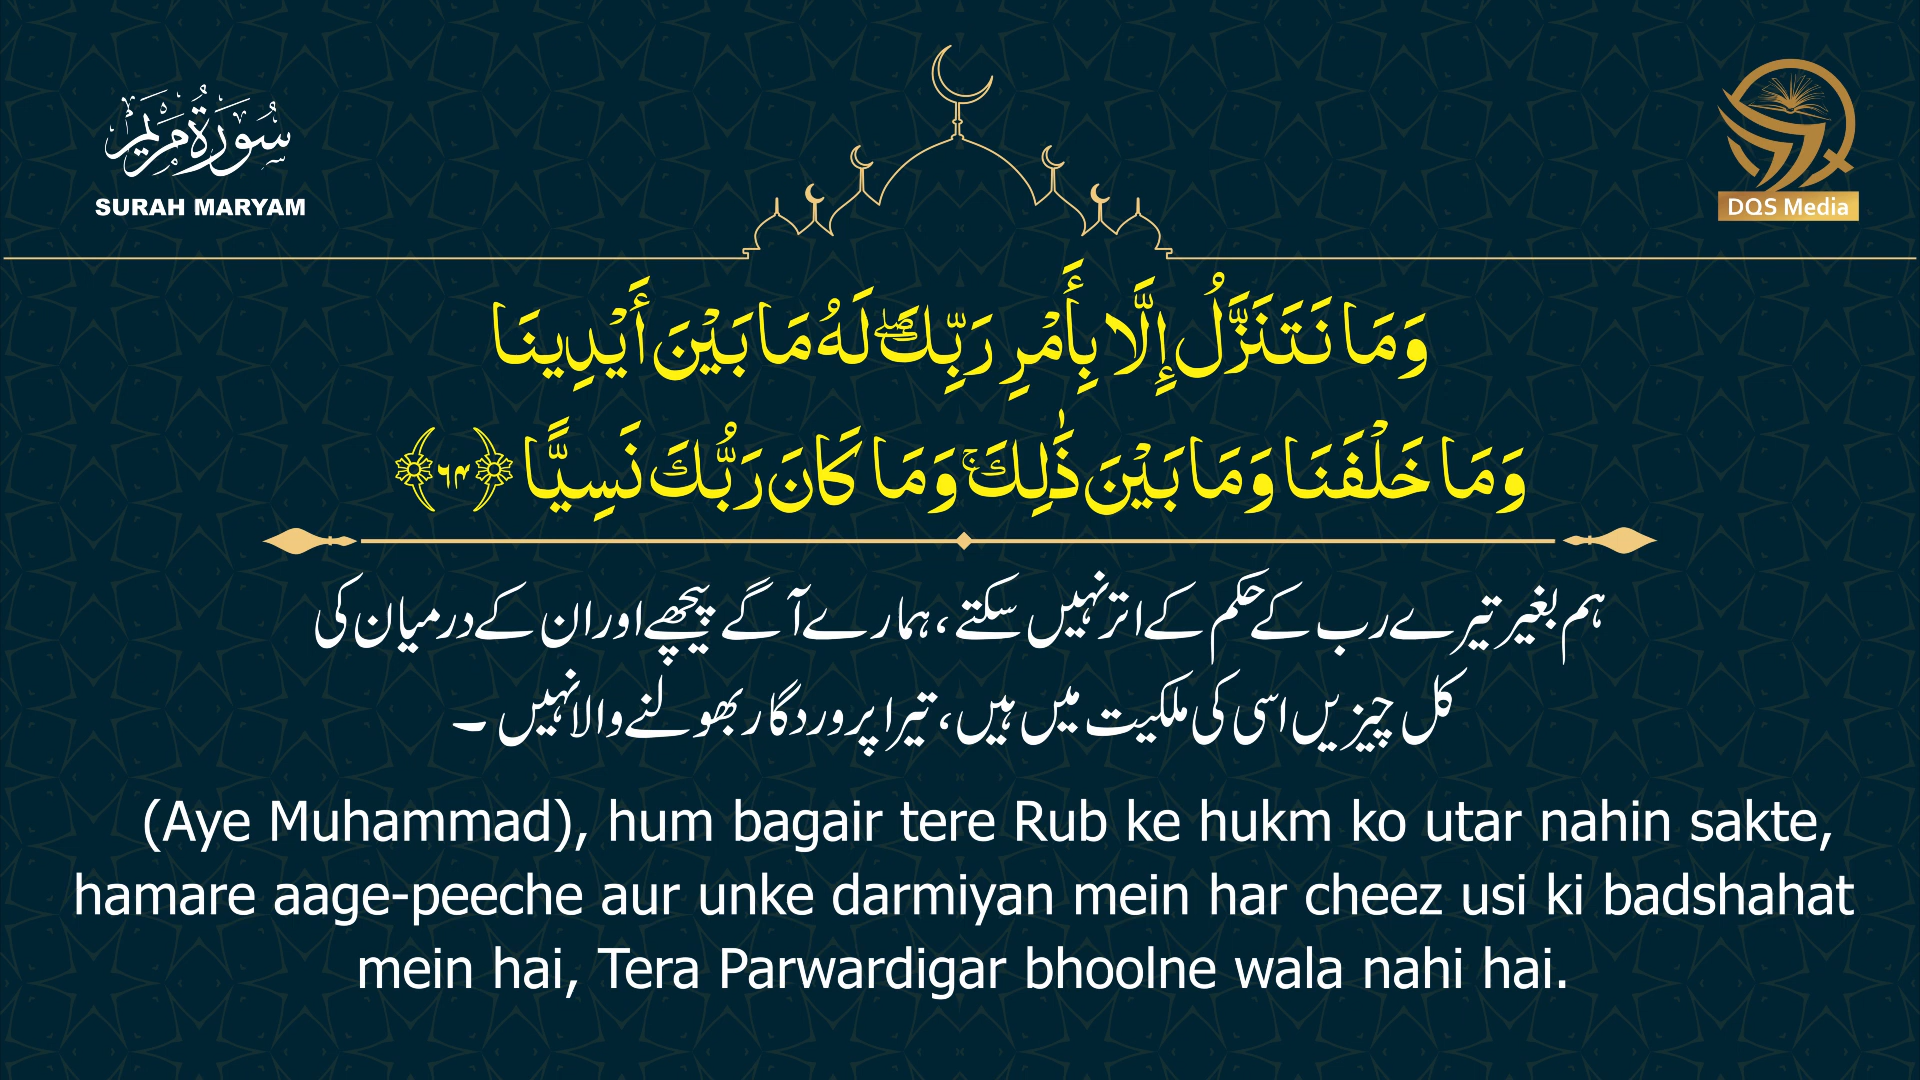 سُورَةُ مَرْيَم
SURAH MARYAM
DQS Media
وَمَا نَتَنَزَّلُ إِلَّا بِأَمْرِ رَبِّكَ ۖ لَهُ مَا بَيْنَ أَيْدِينَا
وَمَا خَلْفَنَا وَمَا بَيْنَ ذَٰلِكَ ۚ وَمَا كَانَ رَبُّكَ نَسِيًّا ﴿٦٤﴾
ہم بغیر تیرے رب کے حکم کے اتر نہیں سکتے، ہمارے آگے پیچھے اور ان کے درمیان کی
کل چیزیں اسی کی ملکیت میں ہیں، تیرا پروردگار بھولنے والا نہیں ۔
(Aye Muhammad), hum bagair tere Rub ke hukm ko utar nahin sakte,
hamare aage-peeche aur unke darmiyan mein har cheez usi ki badshahat
mein hai, Tera Parwardigar bhoolne wala nahi hai.